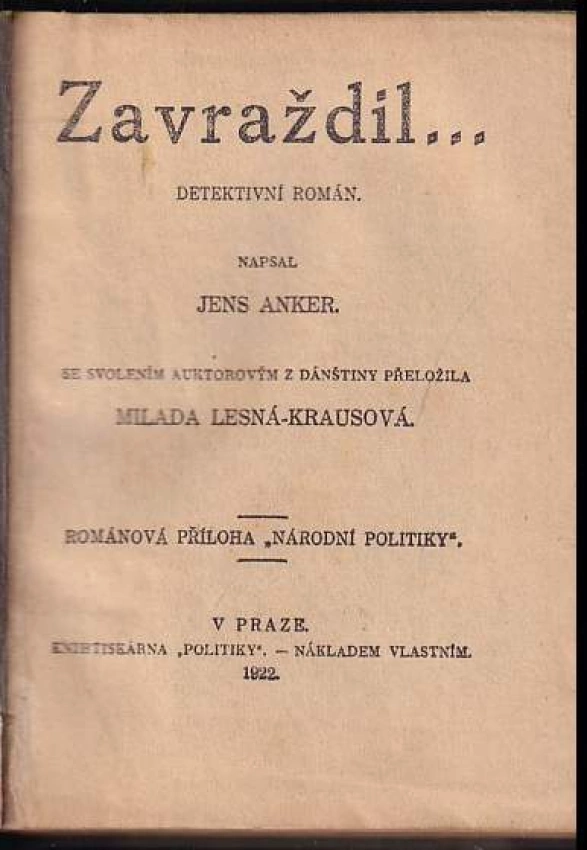 Zavraždil...
DETEKTIVNÍ ROMÁN.
NAPSAL
JENS ANKER.
SE SVOLENÍM AUKTOROVÝM Z DÁNŠTINY PŘELOŽILA
MILADA LESNÁ-KRAUSOVÁ.
ROMÁNOVÁ PŘÍLOHA „NÁRODNÍ POLITIKY“.
V PRAZE.
KNIHTISKÁRNA „POLITIKY“. — NÁKLADEM VLASTNÍM.
1922.